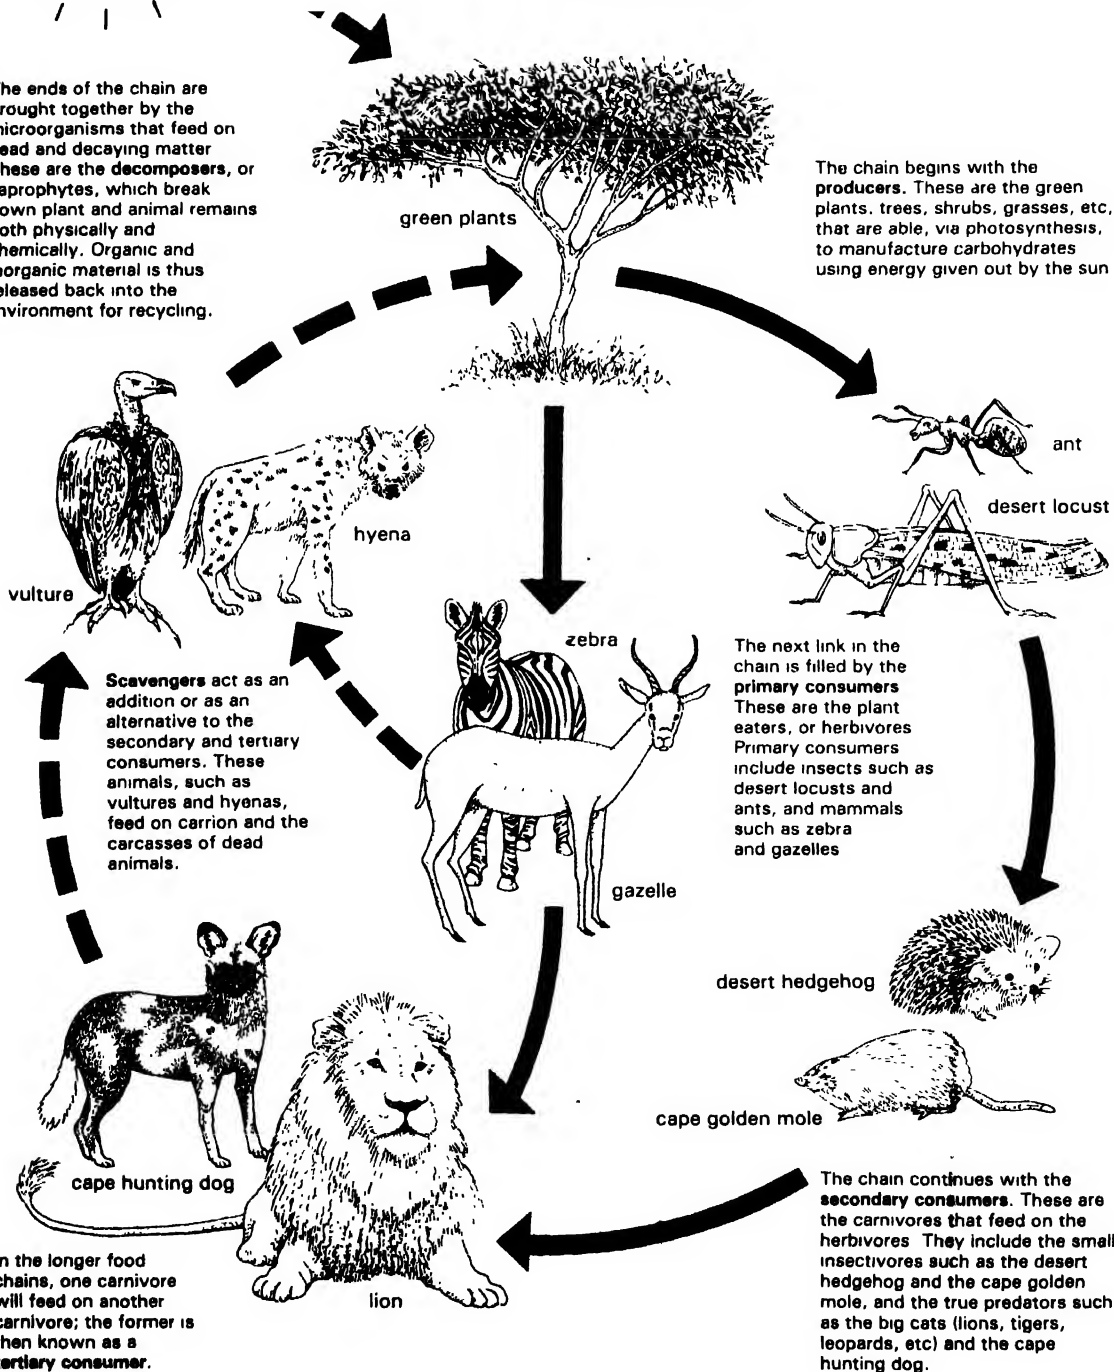 he ends of the chain are
rought together by the
nicroorganisms that feed on
ead and decaying matter
hese are the decomposers, or
aprophytes, which break
own plant and animal remains
oth physically and
hemically. Organic and
organic material is thus
eleased back into the
nvironment for recycling.
green plants
The chain begins with the
producers. These are the green
plants. trees, shrubs, grasses, etc,
that are able, via photosynthesis,
to manufacture carbohydrates
using energy given out by the sun
ant
desert locust
hyena
vulture
zebra
Scavengers act as an
addition or as an
alternative to the
secondary and tertiary
consumers. These
animals, such as
vultures and hyenas,
feed on carrion and the
carcasses of dead
animals.
The next link in the
chain is filled by the
primary consumers
These are the plant
eaters, or herbivores
Primary consumers
include insects such as
desert locusts and
ants, and mammals
such as zebra
and gazelles
gazelle
desert hedgehog
cape golden mole
cape hunting dog
lion
n the longer food
chains, one carnivore
will feed on another
carnivore; the former is
hen known as a
tertiary consumer.
The chain continues with the
secondary consumers. These are
the carnivores that feed on the
herbivores They include the small
insectivores such as the desert
hedgehog and the cape golden
mole, and the true predators such
as the big cats (lions, tigers,
leopards, etc) and the cape
hunting dog.